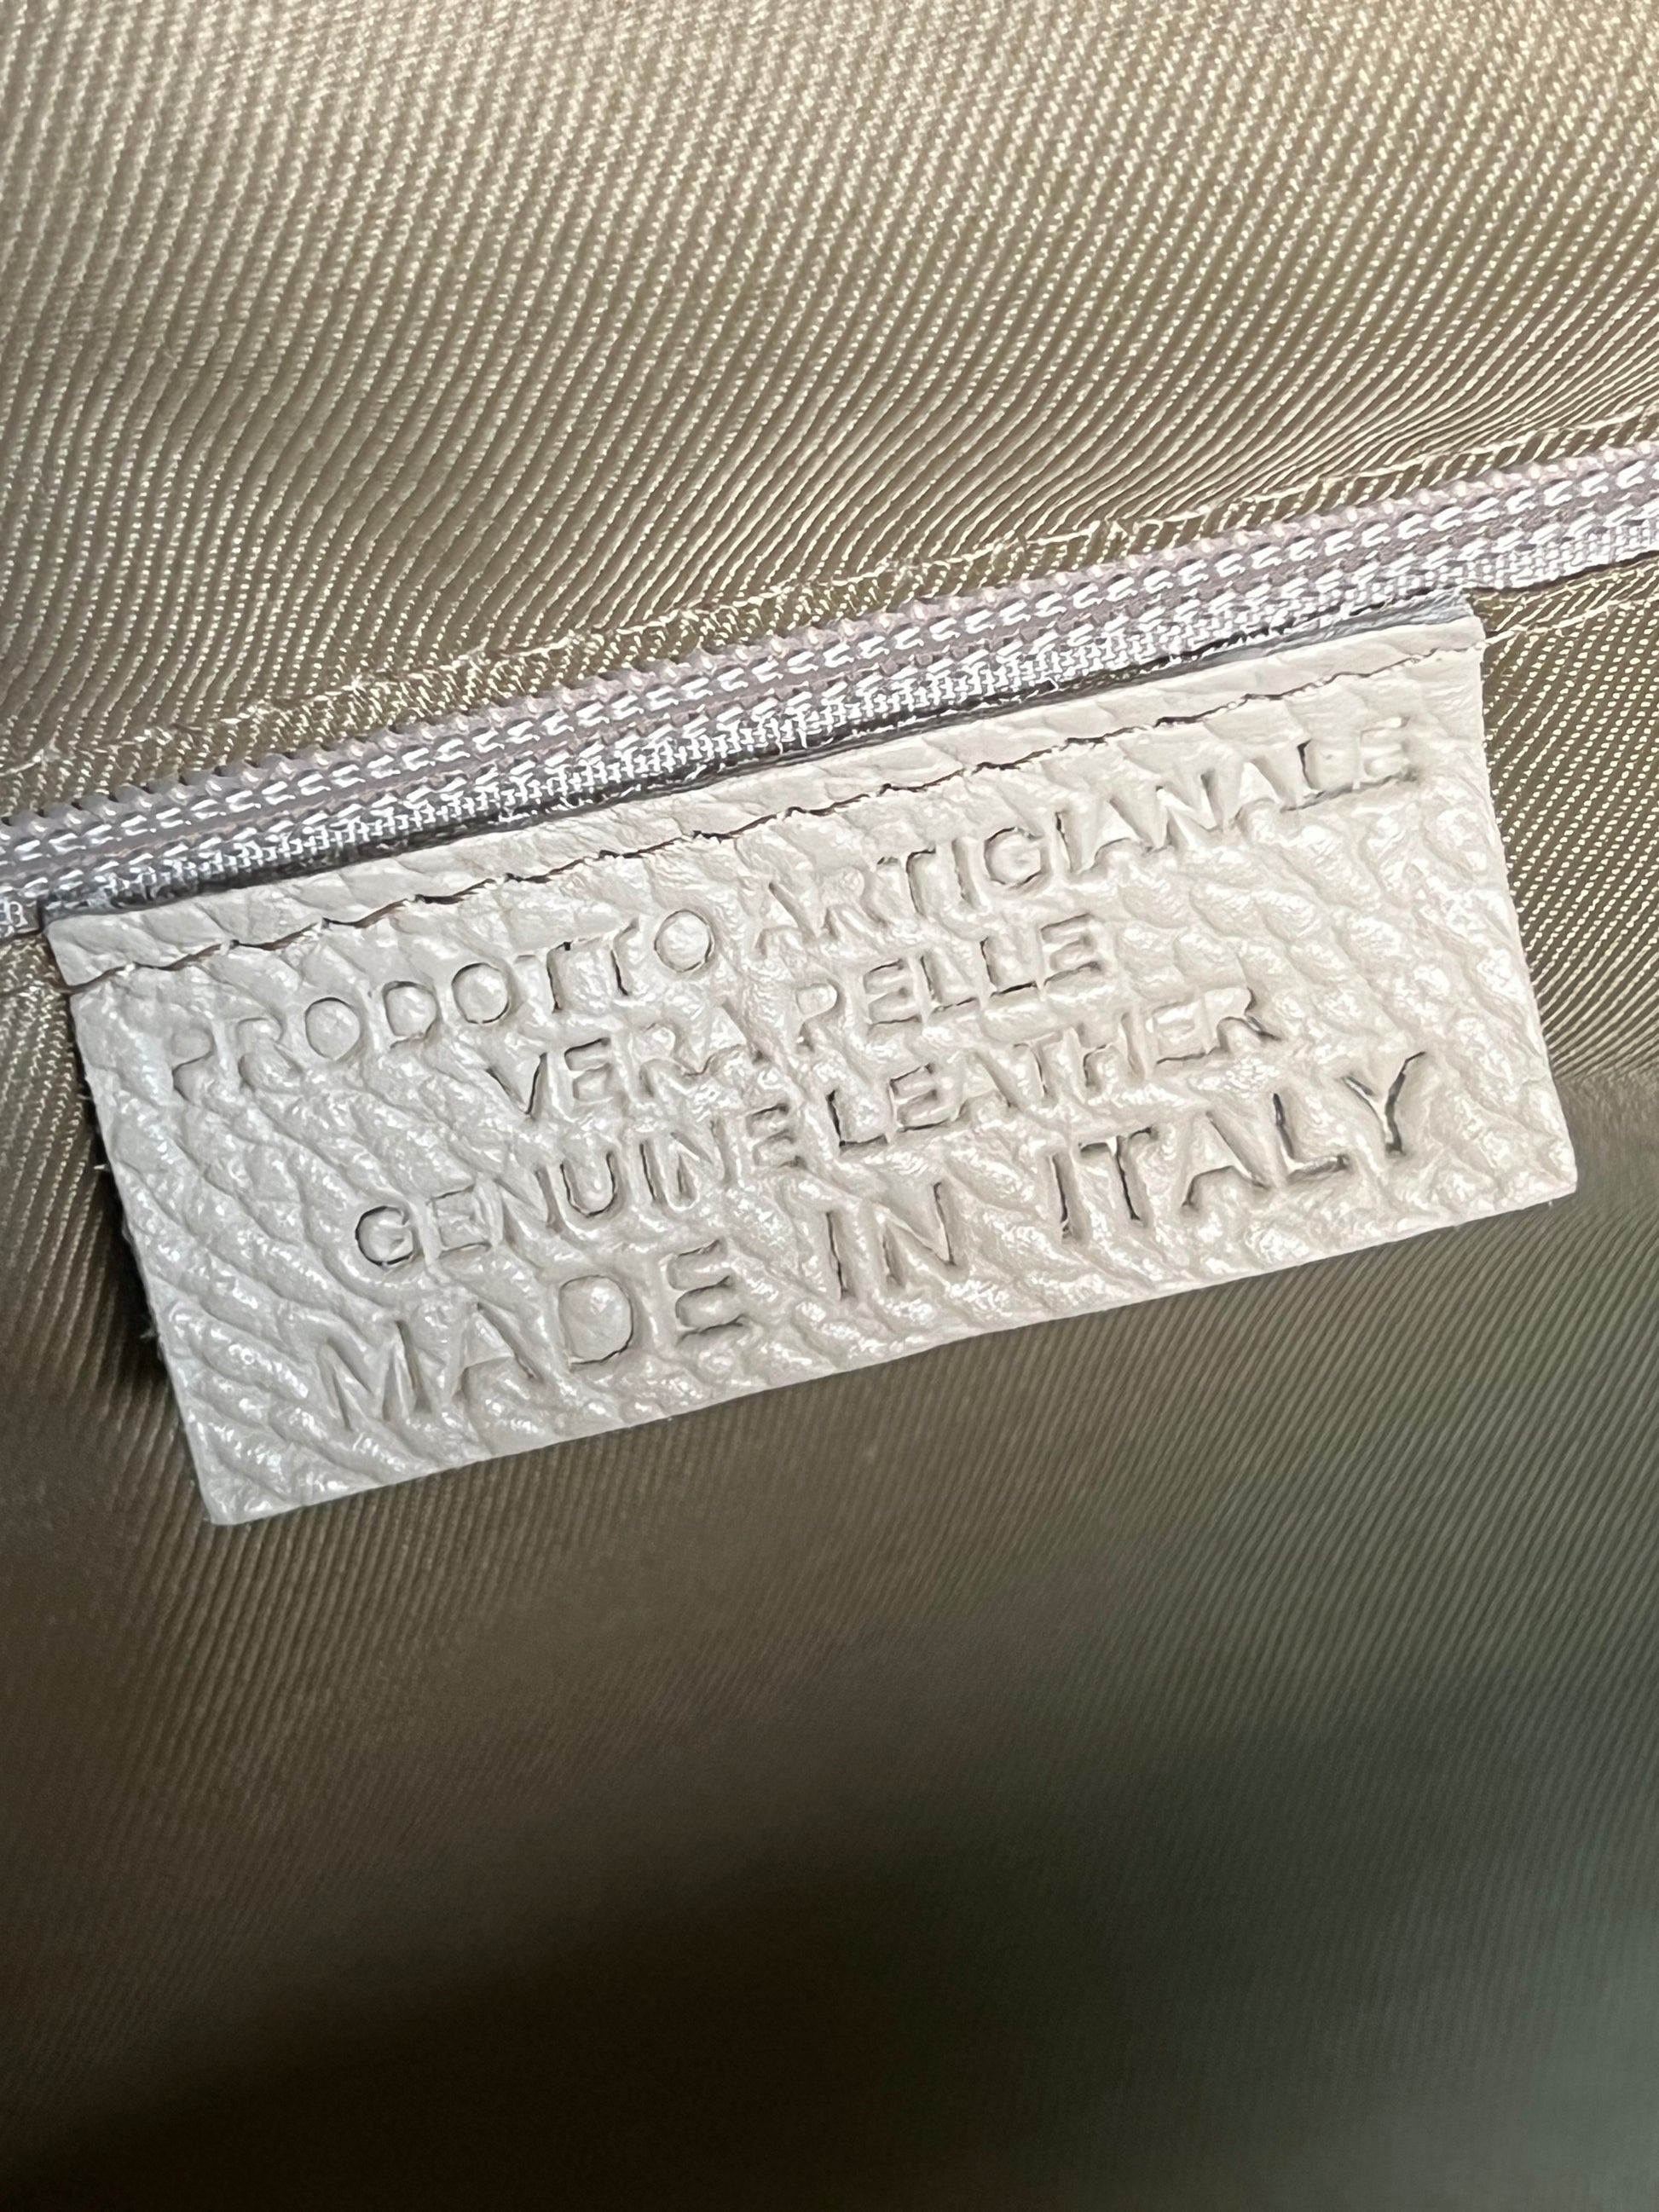 PRODOTTO ARTIGIANALE
VERA PELLE
GENUINE LEATHER
MADE IN ITALY